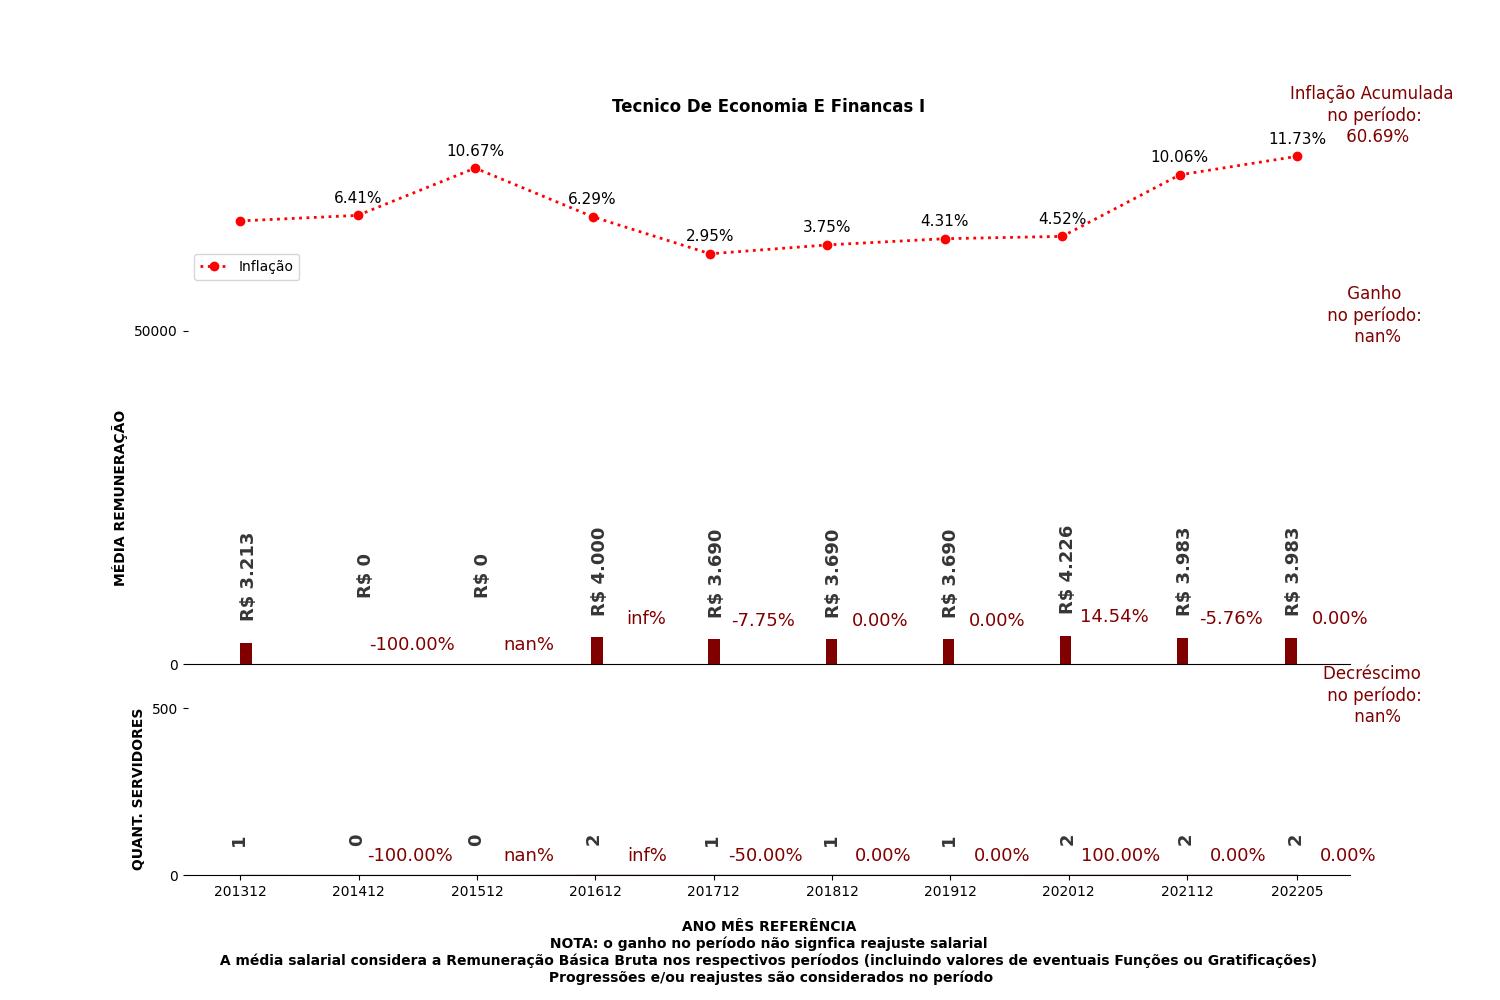 Tecnico De Economia E Financas I
Inflação Acumulada
no período:
60.69%
6.41%
10.67%
6.29%
2.95%
3.75%
4.31%
4.52%
10.06%
11.73%
Inflação
Ganho
no período:
nan%
50000
0
MÉDIA REMUNERAÇÃO
R$ 3.213
R$ 0
R$ 0
R$ 4.000
R$ 3.690
R$ 3.690
R$ 3.690
R$ 4.226
R$ 3.983
R$ 3.983
-100.00%
nan%
inf%
-7.75%
0.00%
0.00%
14.54%
-5.76%
0.00%
Decréscimo
no período:
nan%
500
0
QUANT. SERVIDORES
1
0
0
2
1
1
1
2
2
2
-100.00%
nan%
inf%
-50.00%
0.00%
0.00%
100.00%
0.00%
0.00%
201312
201412
201512
201612
201712
201812
201912
202012
202112
202205
ANO MÊS REFERÊNCIA
NOTA: o ganho no período não signfica reajuste salarial
A média salarial considera a Remuneração Básica Bruta nos respectivos períodos (incluindo valores de eventuais Funções ou Gratificações)
Progressões e/ou reajustes são considerados no período